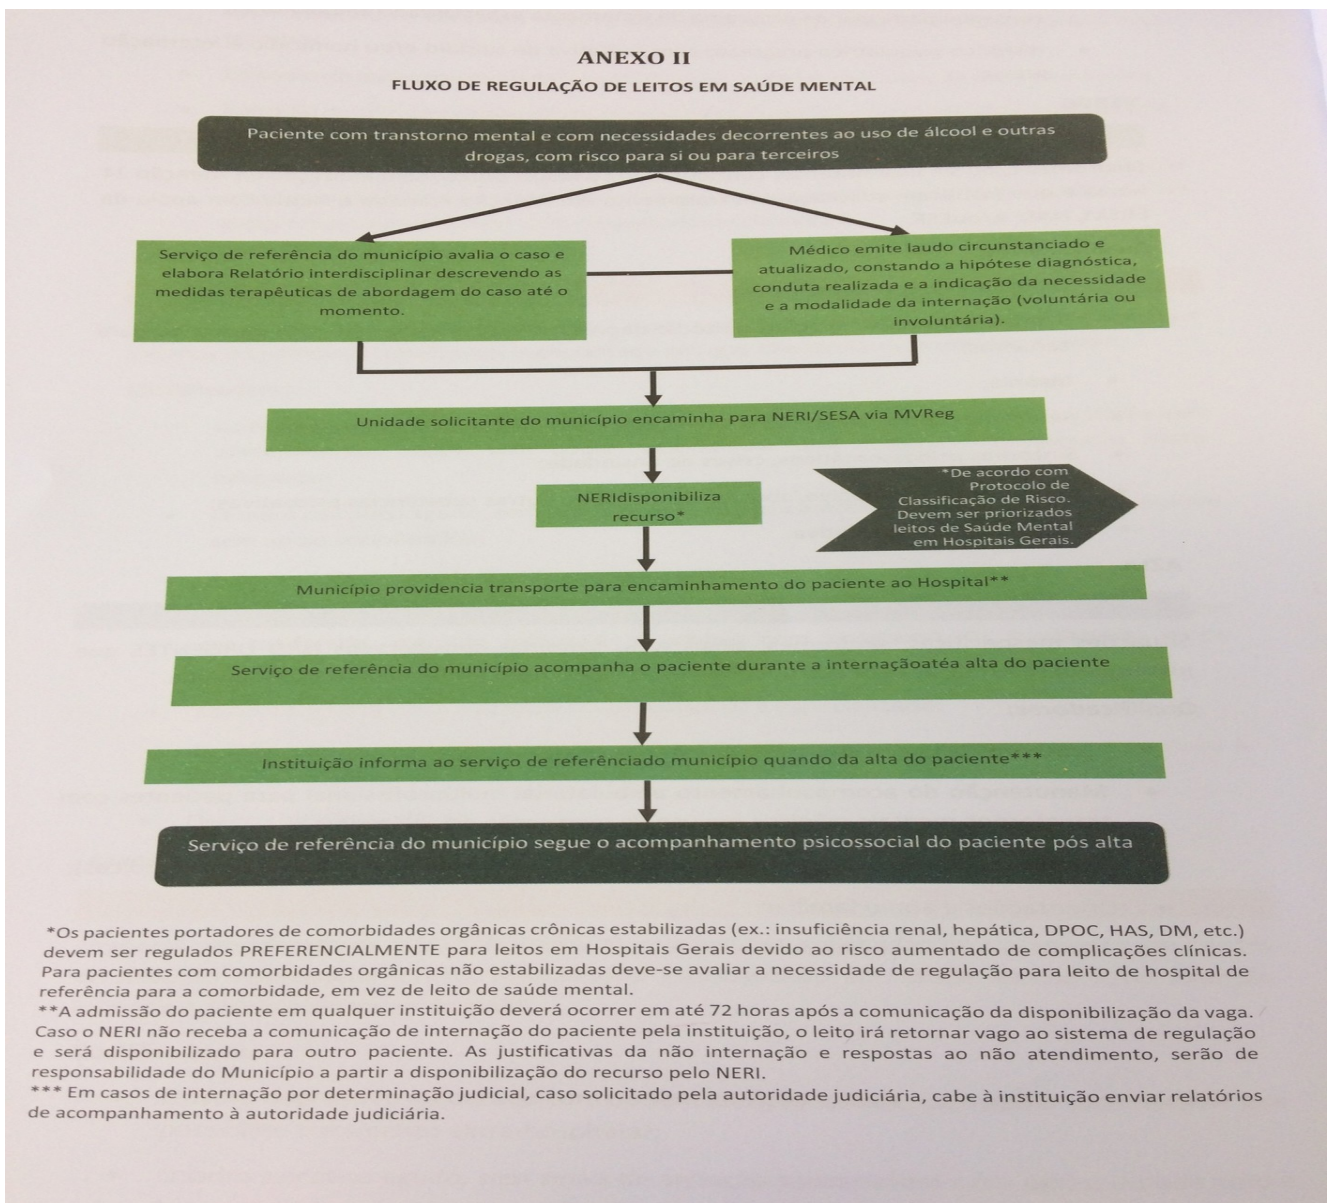 ANEXO II
FLUXO DE REGULAÇÃO DE LEITOS EM SAÚDE MENTAL
Paciente com transtorno mental e com necessidades decorrentes ao uso de álcool e outras
drogas, com risco para si ou para terceiros
Serviço de referência do município avalia o caso e
elabora Relatório interdisciplinar descrevendo as
medidas terapêuticas de abordagem do caso até o
momento.
Médico emite laudo circunstanciado e
atualizado, constando a hipótese diagnóstica,
conduta realizada e a indicação da necessidade
e a modalidade da internação (voluntária ou
involuntária).
Unidade solicitante do município encaminha para NERI/SESA via MVReg
NERIdisponibiliza
recurso*
*De acordo com
Protocolo de
Classificação de Risco.
Devem ser priorizados
leitos de Saúde Mental
em Hospitais Gerais.
Município providencia transporte para encaminhamento do paciente ao Hospital**
Serviço de referência do município acompanha o paciente durante a internaçãoatéa alta do paciente
Instituição informa ao serviço de referênciado município quando da alta do paciente***
Serviço de referência do município segue o acompanhamento psicossocial do paciente pós alta
*Os pacientes portadores de comorbidades orgânicas crônicas estabilizadas (ex.: insuficiência renal, hepática, DPOC, HAS, DM, etc.)
devem ser regulados PREFERENCIALMENTE para leitos em Hospitais Gerais devido ao risco aumentado de complicações clínicas.
Para pacientes com comorbidades orgânicas não estabilizadas deve-se avaliar a necessidade de regulação para leito de hospital de
referência para a comorbidade, em vez de leito de saúde mental.
**A admissão do paciente em qualquer instituição deverá ocorrer em até 72 horas após a comunicação da disponibilização da vaga.
Caso o NERI não receba a comunicação de internação do paciente pela instituição, o leito irá retornar vago ao sistema de regulação
e será disponibilizado para outro paciente. As justificativas da não internação e respostas ao não atendimento, serão de
responsabilidade do Município a partir a disponibilização do recurso pelo NERI.
*** Em casos de internação por determinação judicial, caso solicitado pela autoridade judiciária, cabe à instituição enviar relatórios
de acompanhamento à autoridade judiciária.